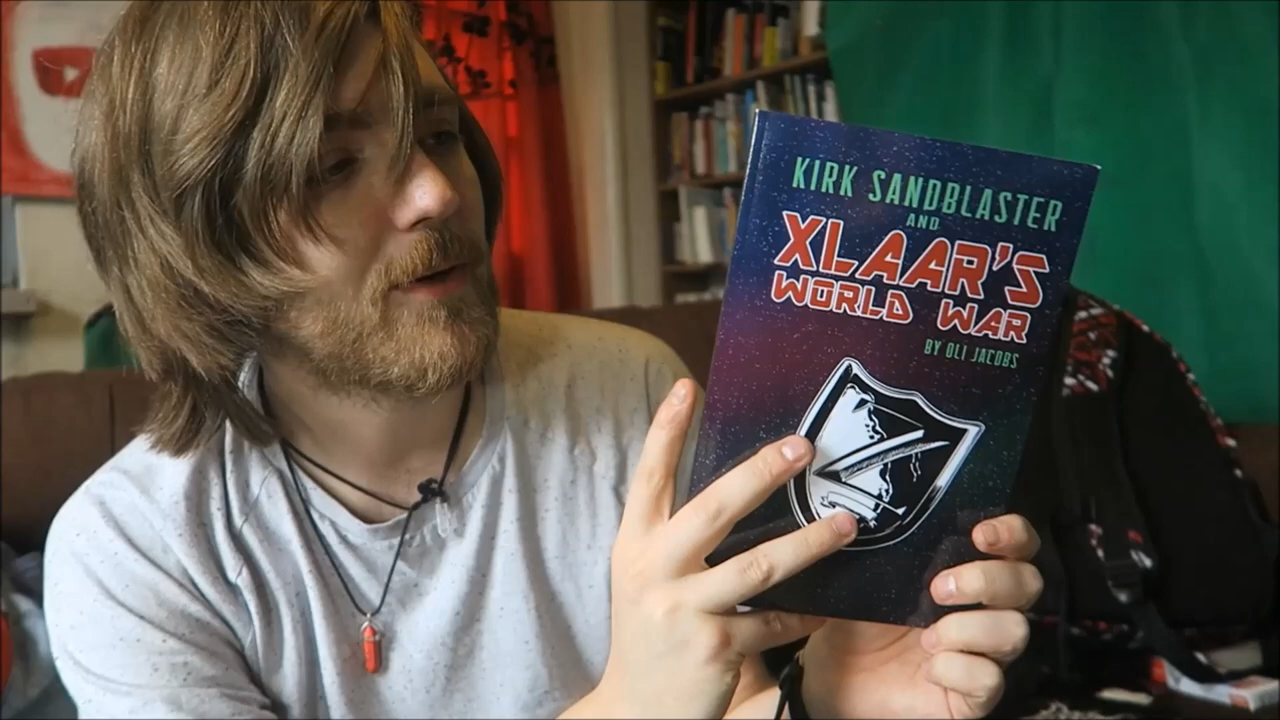 KIRK SANDBLASTER
AND
XLAAR'S
WORLD WAR
BY OLI JACOBS